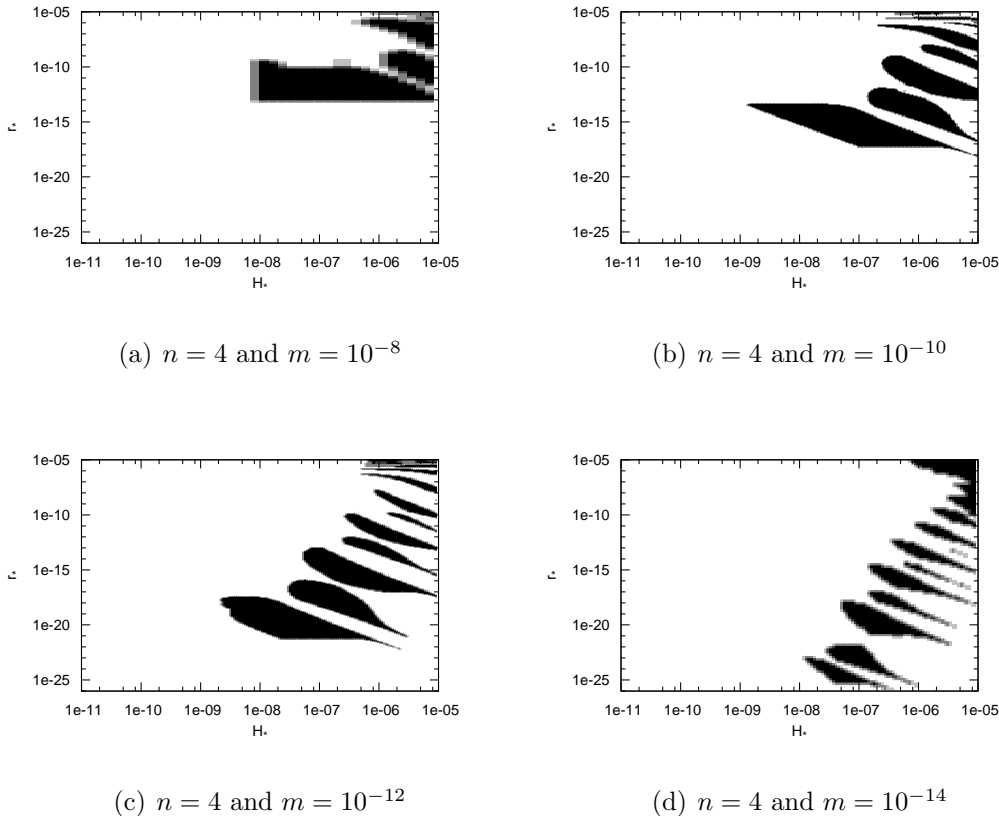 1e-05
1e-10
1e-15
1e-20
1e-25
r*
1e-11 1e-10 1e-09 1e-08 1e-07 1e-06 1e-05
H*
(a) n = 4 and m = 10⁻⁸
1e-05
1e-10
1e-15
1e-20
1e-25
r*
1e-11 1e-10 1e-09 1e-08 1e-07 1e-06 1e-05
H*
(b) n = 4 and m = 10⁻¹⁰
1e-05
1e-10
1e-15
1e-20
1e-25
r*
1e-11 1e-10 1e-09 1e-08 1e-07 1e-06 1e-05
H*
(c) n = 4 and m = 10⁻¹²
1e-05
1e-10
1e-15
1e-20
1e-25
r*
1e-11 1e-10 1e-09 1e-08 1e-07 1e-06 1e-05
H*
(d) n = 4 and m = 10⁻¹⁴